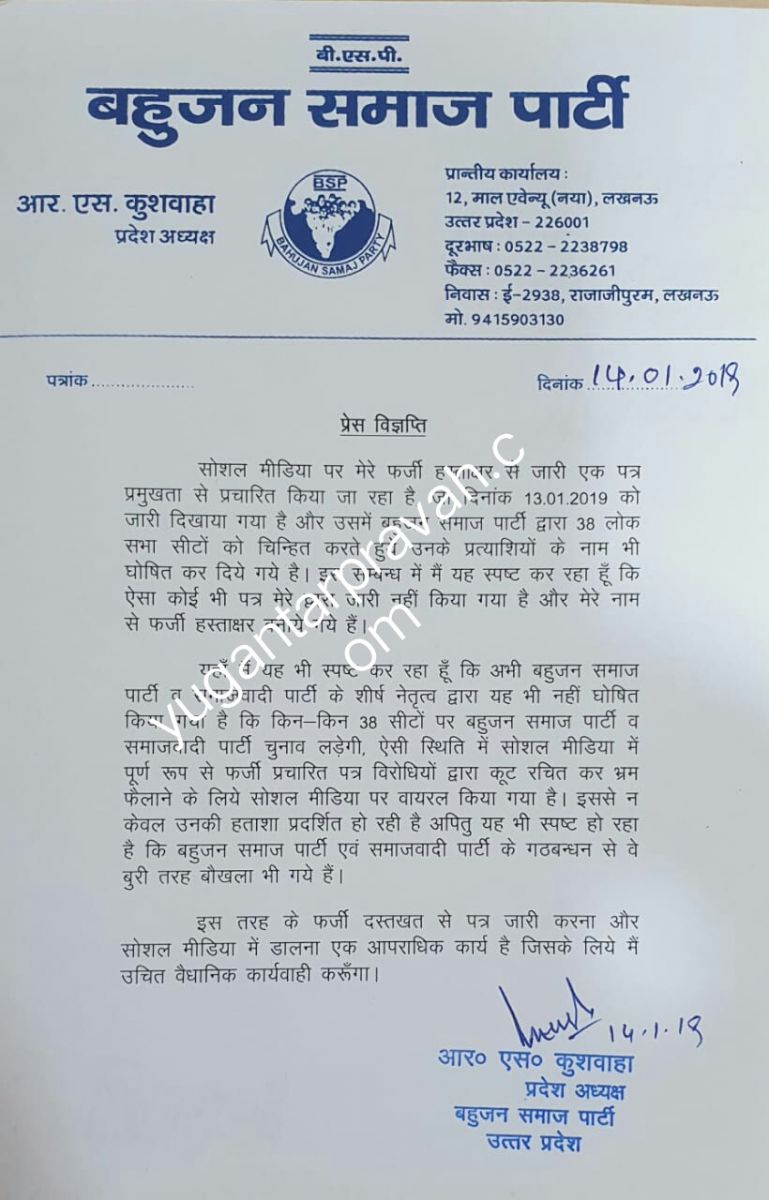 बी.एस.पी.
बहुजन समाज पार्टी
आर. एस. कुशवाहा
प्रदेश अध्यक्ष
BSP
BAHUJAN SAMAJ PARTY
प्रान्तीय कार्यालय :
12, माल एवेन्यू (नया), लखनऊ
उत्तर प्रदेश - 226001
दूरभाष : 0522 - 2238798
फैक्स : 0522 - 2236261
निवास : ई-2938, राजाजीपुरम, लखनऊ
मो. 9415903130
पत्रांक ....................
दिनांक 14.01.2019
प्रेस विज्ञप्ति
सोशल मीडिया पर मेरे फर्जी हस्ताक्षर से जारी एक पत्र
प्रमुखता से प्रचारित किया जा रहा है, जो दिनांक 13.01.2019 को
जारी दिखाया गया है और उसमें बहुजन समाज पार्टी द्वारा 38 लोक
सभा सीटों को चिन्हित करते हुये उनके प्रत्याशियों के नाम भी
घोषित कर दिये गये है। इस सम्बन्ध में मैं यह स्पष्ट कर रहा हूँ कि
ऐसा कोई भी पत्र मेरे द्वारा जारी नहीं किया गया है और मेरे नाम
से फर्जी हस्ताक्षर बनाये गये हैं।
यहाँ मैं यह भी स्पष्ट कर रहा हूँ कि अभी बहुजन समाज
पार्टी व समाजवादी पार्टी के शीर्ष नेतृत्व द्वारा यह भी नहीं घोषित
किया गया है कि किन–किन 38 सीटों पर बहुजन समाज पार्टी व
समाजवादी पार्टी चुनाव लड़ेगी, ऐसी स्थिति में सोशल मीडिया में
पूर्ण रूप से फर्जी प्रचारित पत्र विरोधियों द्वारा कूट रचित कर भ्रम
फैलाने के लिये सोशल मीडिया पर वायरल किया गया है। इससे न
केवल उनकी हताशा प्रदर्शित हो रही है अपितु यह भी स्पष्ट हो रहा
है कि बहुजन समाज पार्टी एवं समाजवादी पार्टी के गठबन्धन से वे
बुरी तरह बौखला भी गये हैं।
इस तरह के फर्जी दस्तखत से पत्र जारी करना और
सोशल मीडिया में डालना एक आपराधिक कार्य है जिसके लिये मैं
उचित वैधानिक कार्यवाही करूँगा।
14.1.19
आर० एस० कुशवाहा
प्रदेश अध्यक्ष
बहुजन समाज पार्टी
उत्तर प्रदेश
yugantarpravah.c
om